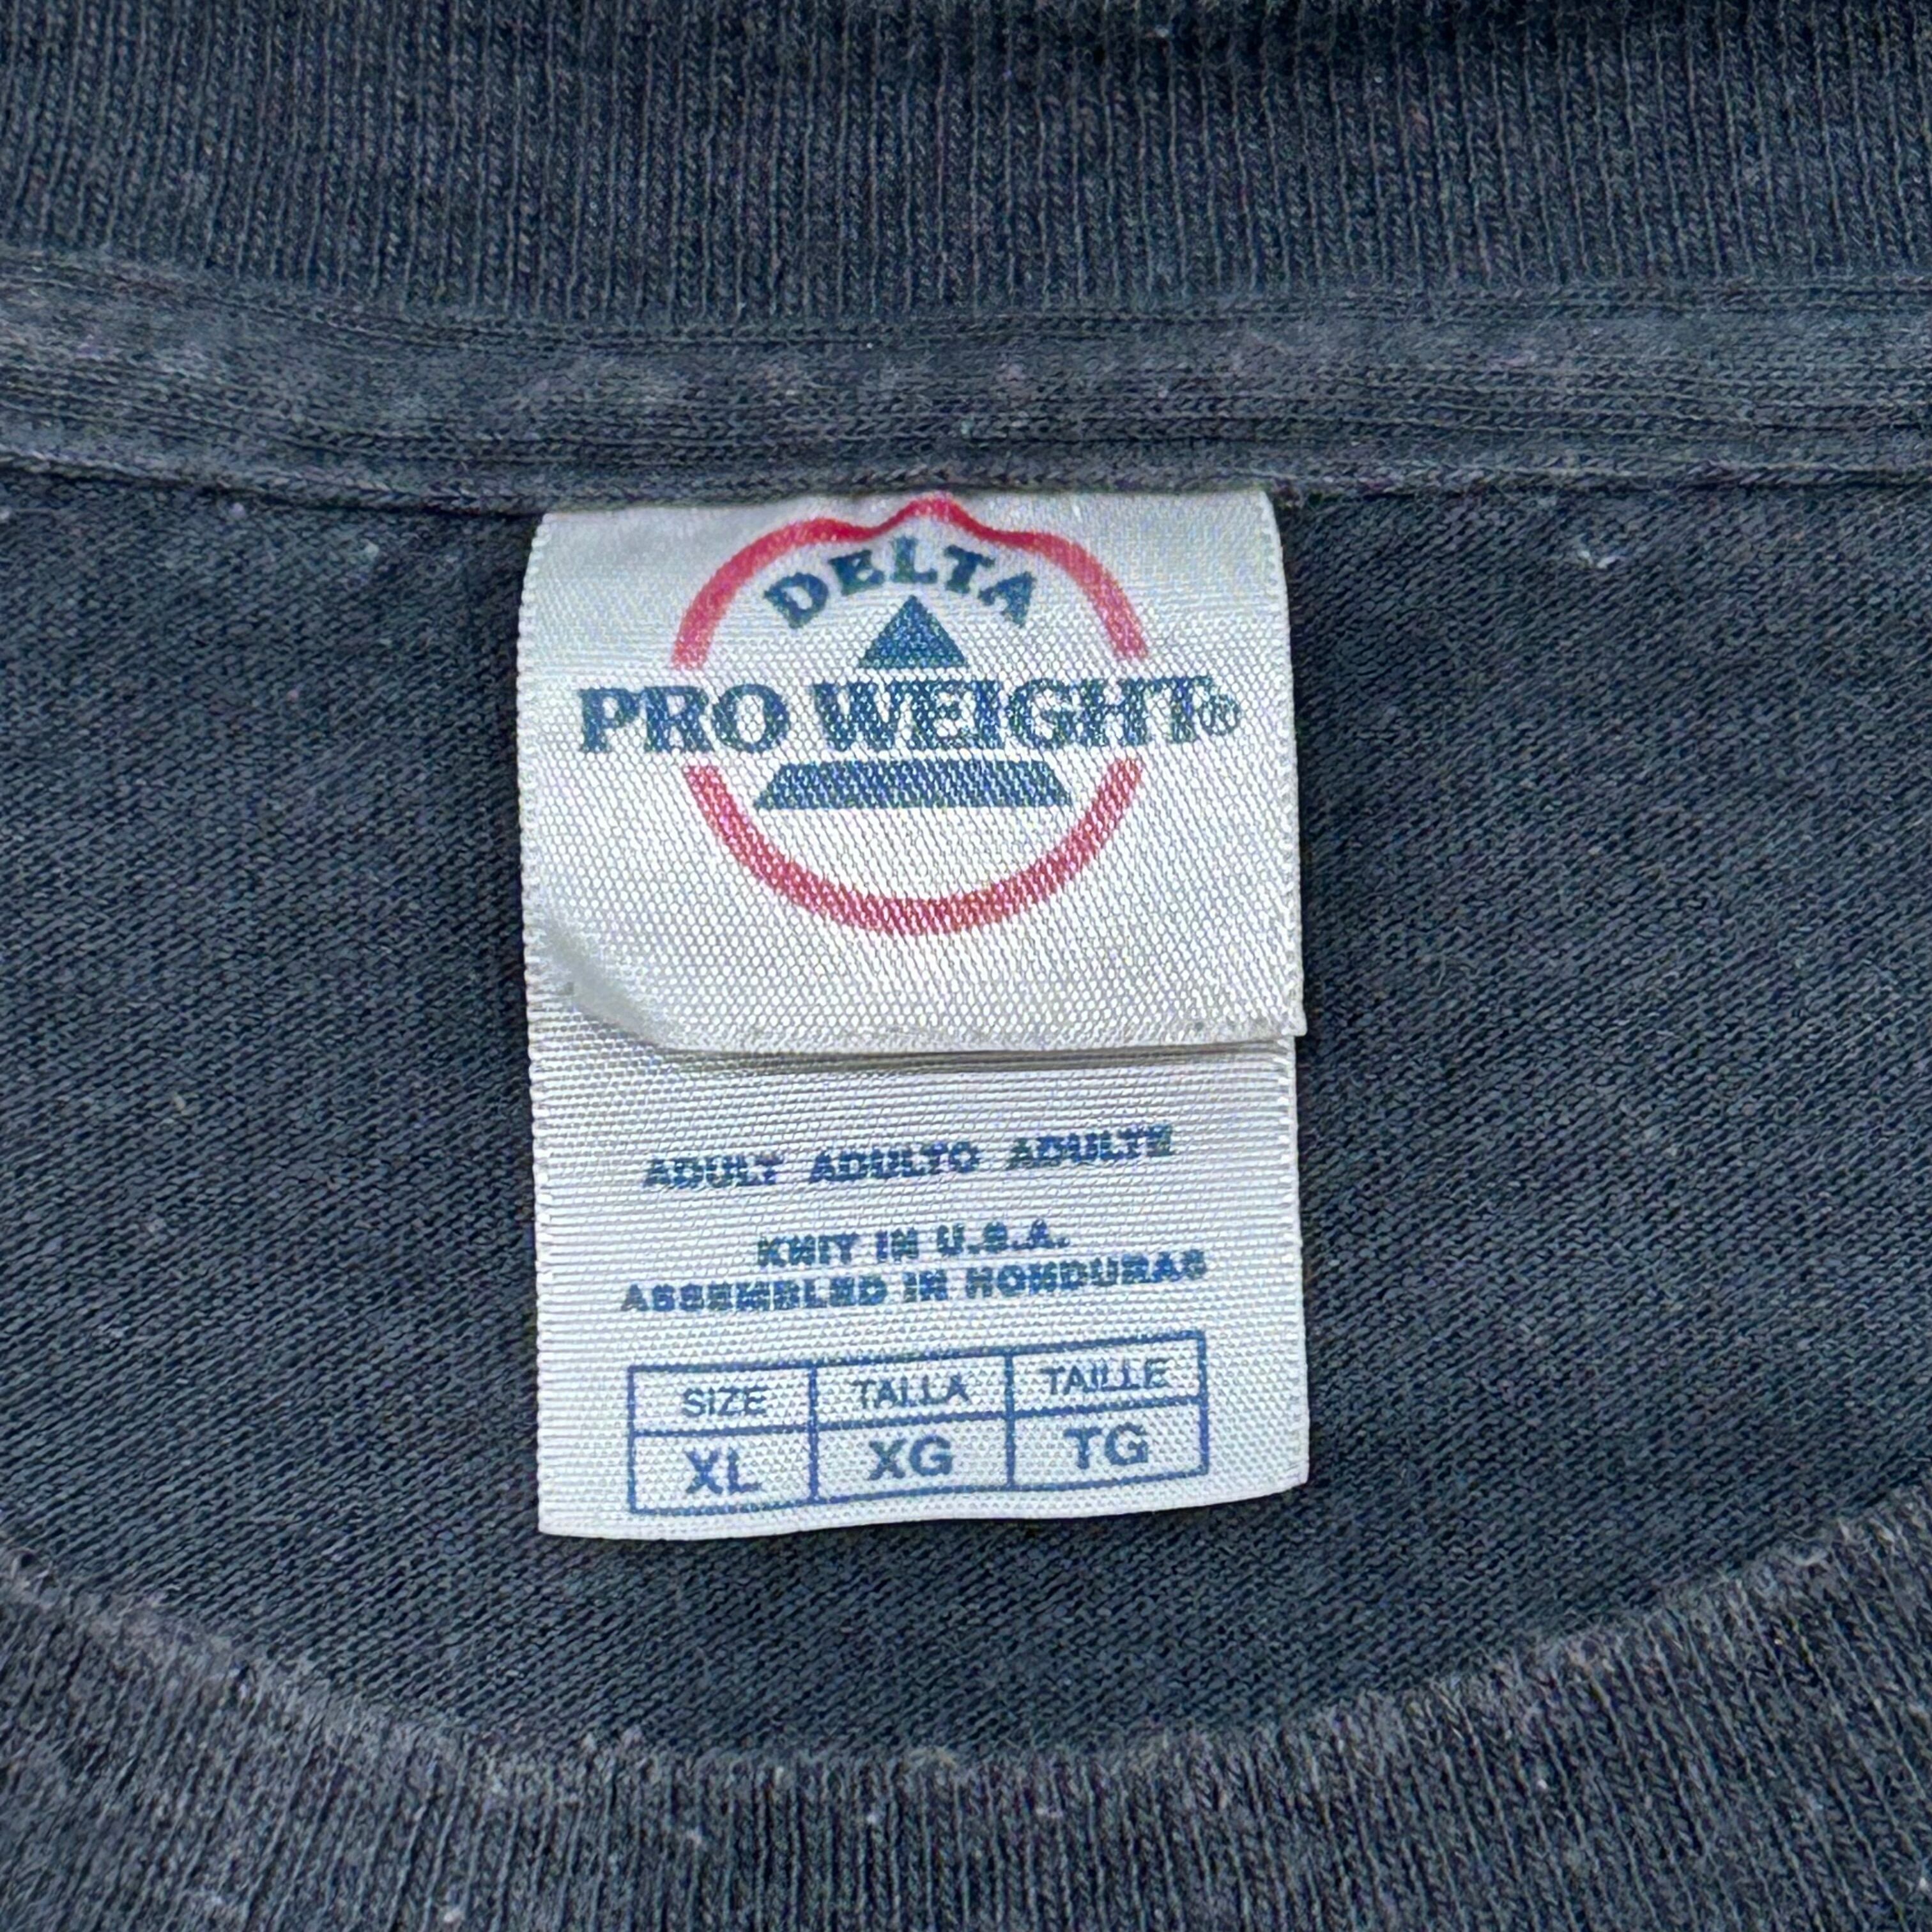 DELTA
PRO WEIGHT®
ADULT ADULTO ADULTE
KNIT IN U.S.A.
ASSEMBLED IN HONDURAS
SIZE TALLA TAILLE
XL XG TG